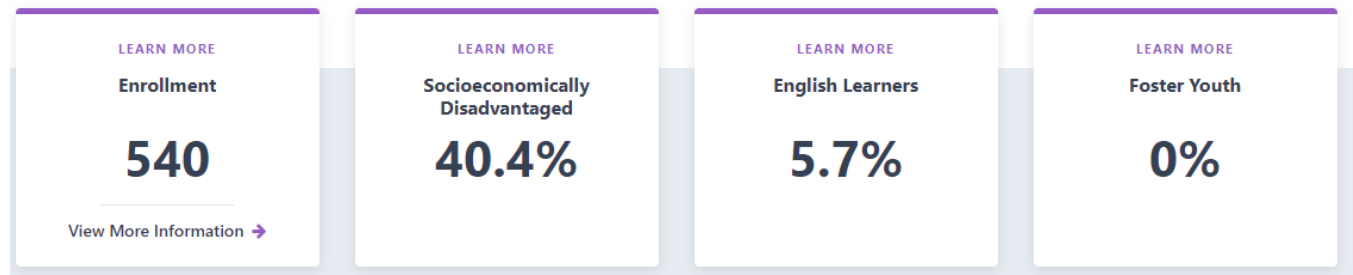 LEARN MORE
Enrollment
540
View More Information
LEARN MORE
Socioeconomically
Disadvantaged
40.4%
LEARN MORE
English Learners
5.7%
LEARN MORE
Foster Youth
0%